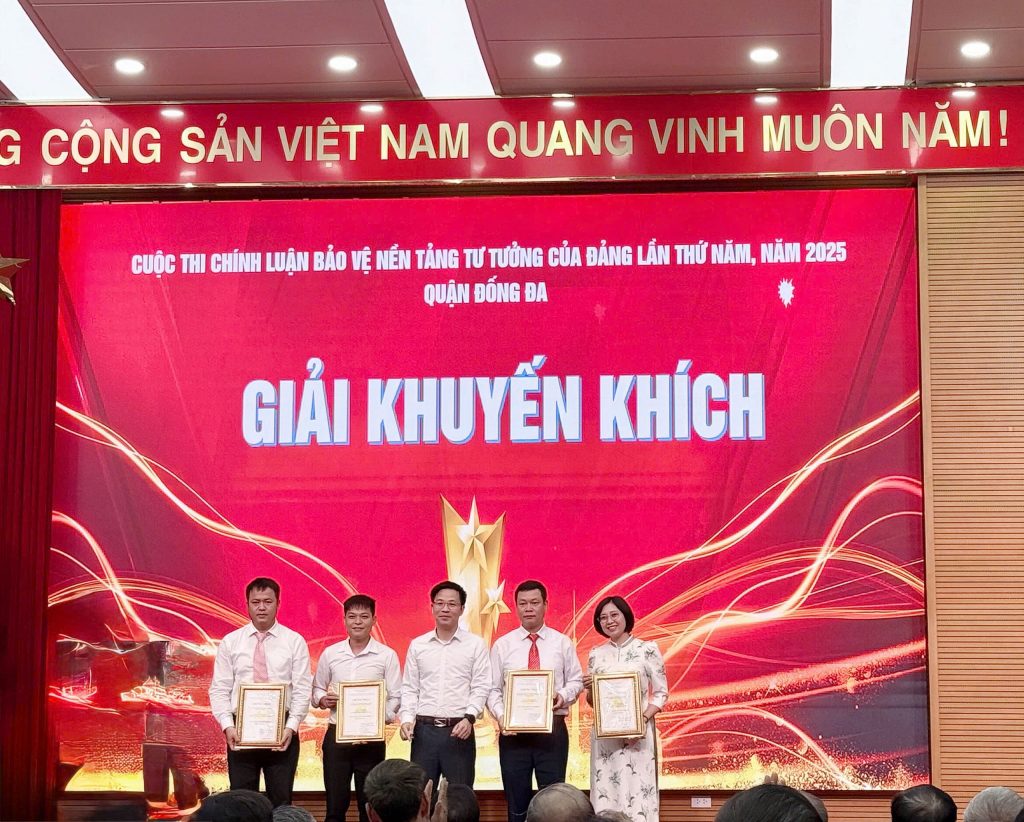 G CỘNG SẢN VIỆT NAM QUANG VINH MUÔN NĂM!
CUỘC THI CHÍNH LUẬN BẢO VỆ NỀN TẢNG TƯ TƯỞNG CỦA ĐẢNG LẦN THỨ NĂM, NĂM 2025
QUẬN ĐỐNG ĐA
GIẢI KHUYẾN KHÍCH